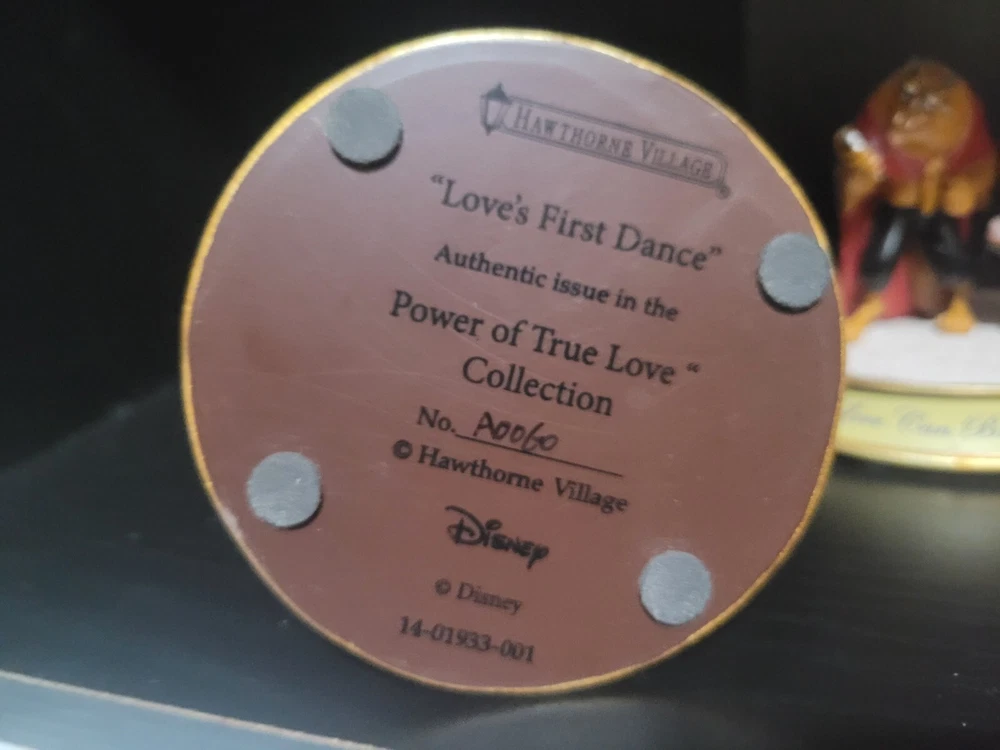 HAWTHORNE VILLAGE
“Love's First Dance”
Authentic issue in the
Power of True Love “
Collection
No. A0060
© Hawthorne Village
Disney
© Disney
14-01933-001
Can